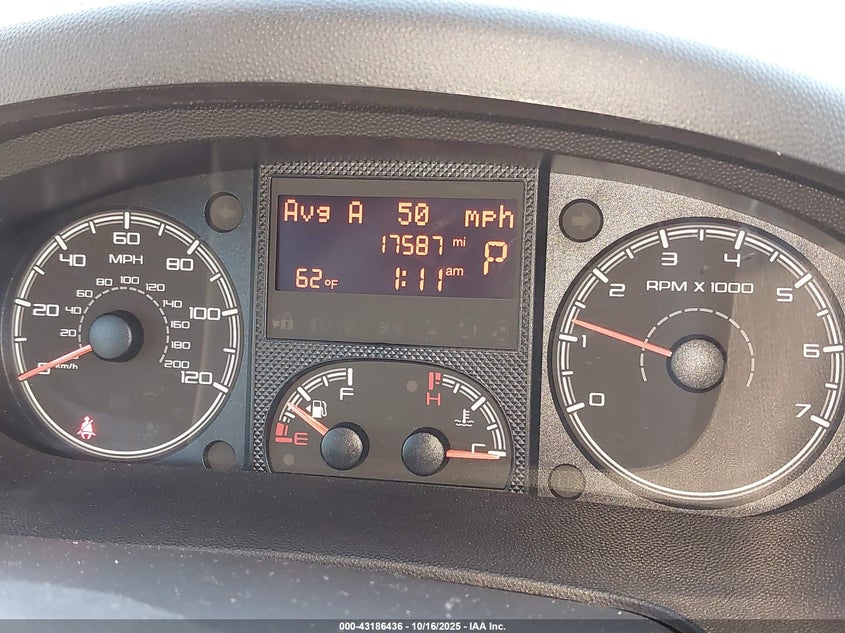 Avg A 50 mph
17587 mi
P
62°F 1:11 am
0 20 40 60 80 100 120
MPH
20 40 60 80 100 120 140 160 180 200
km/h
E F
H C
RPM X 1000
0 1 2 3 4 5 6 7
000-43186436 - 10/16/2025 - IAA Inc.